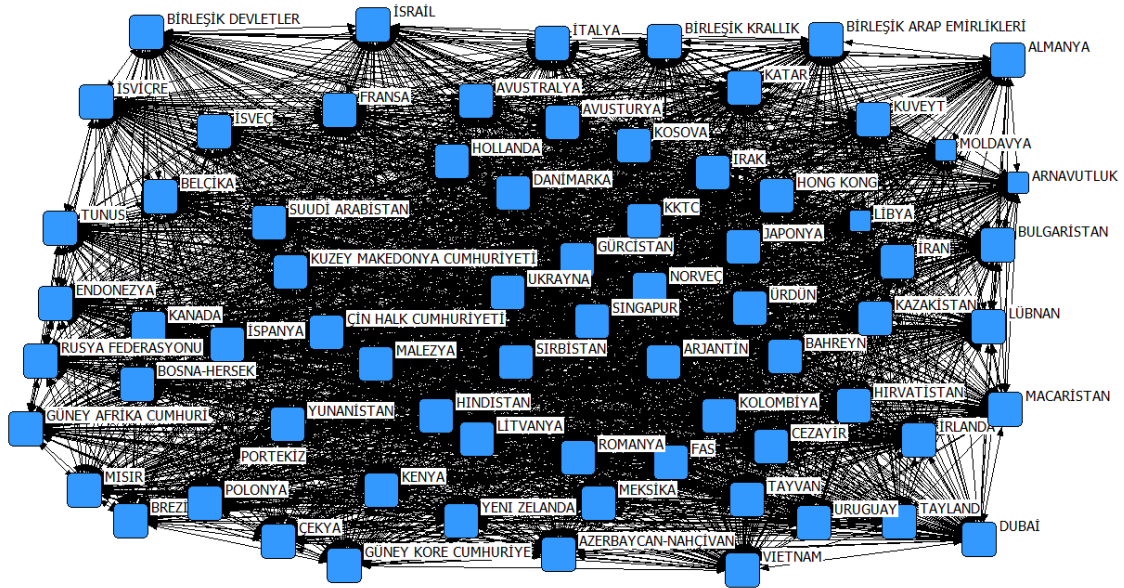 BİRLEŞİK DEVLETLER
İSRAİL
İTALYA
BİRLEŞİK KRALLIK
BİRLEŞİK ARAP EMİRLİKLERİ
ALMANYA
İSVİÇRE
FRANSA
AVUSTRALYA
KATAR
İSVEÇ
AVUSTURYA
KUVEYT
KOSOVA
HOLLANDA
IRAK
MOLDAVYA
BELÇİKA
DANİMARKA
HONG KONG
ARNAVUTLUK
TUNUS
SUUDİ ARABİSTAN
KKTC
LİBYA
JAPONYA
BULGARİSTAN
GÜRCİSTAN
KUZEY MAKEDONYA CUMHURİYETİ
İRAN
UKRAYNA
NORVEÇ
ENDONEZYA
ÜRDÜN
KANADA
SINGAPUR
KAZAKİSTAN
LÜBNAN
ÇİN HALK CUMHURİYETİ
İSPANYA
RUSYA FEDERASYONU
MALEZYA
SIRBİSTAN
ARJANTİN
BAHREYN
BOSNA-HERSEK
HIRVATİSTAN
MACARİSTAN
GÜNEY AFRİKA CUMHURİ
YUNANİSTAN
HİNDİSTAN
KOLOMBİYA
LİTVANYA
CEZAYİR
İRLANDA
PORTEKİZ
ROMANYA
FAS
MISIR
POLONYA
KENYA
MEKSİKA
TAYVAN
BREZİ
YENİ ZELANDA
URUGUAY
TAYLAND
ÇEKYA
DUBAİ
GÜNEY KORE CUMHURİYE
AZERBAYCAN-NAHÇİVAN
VIETNAM